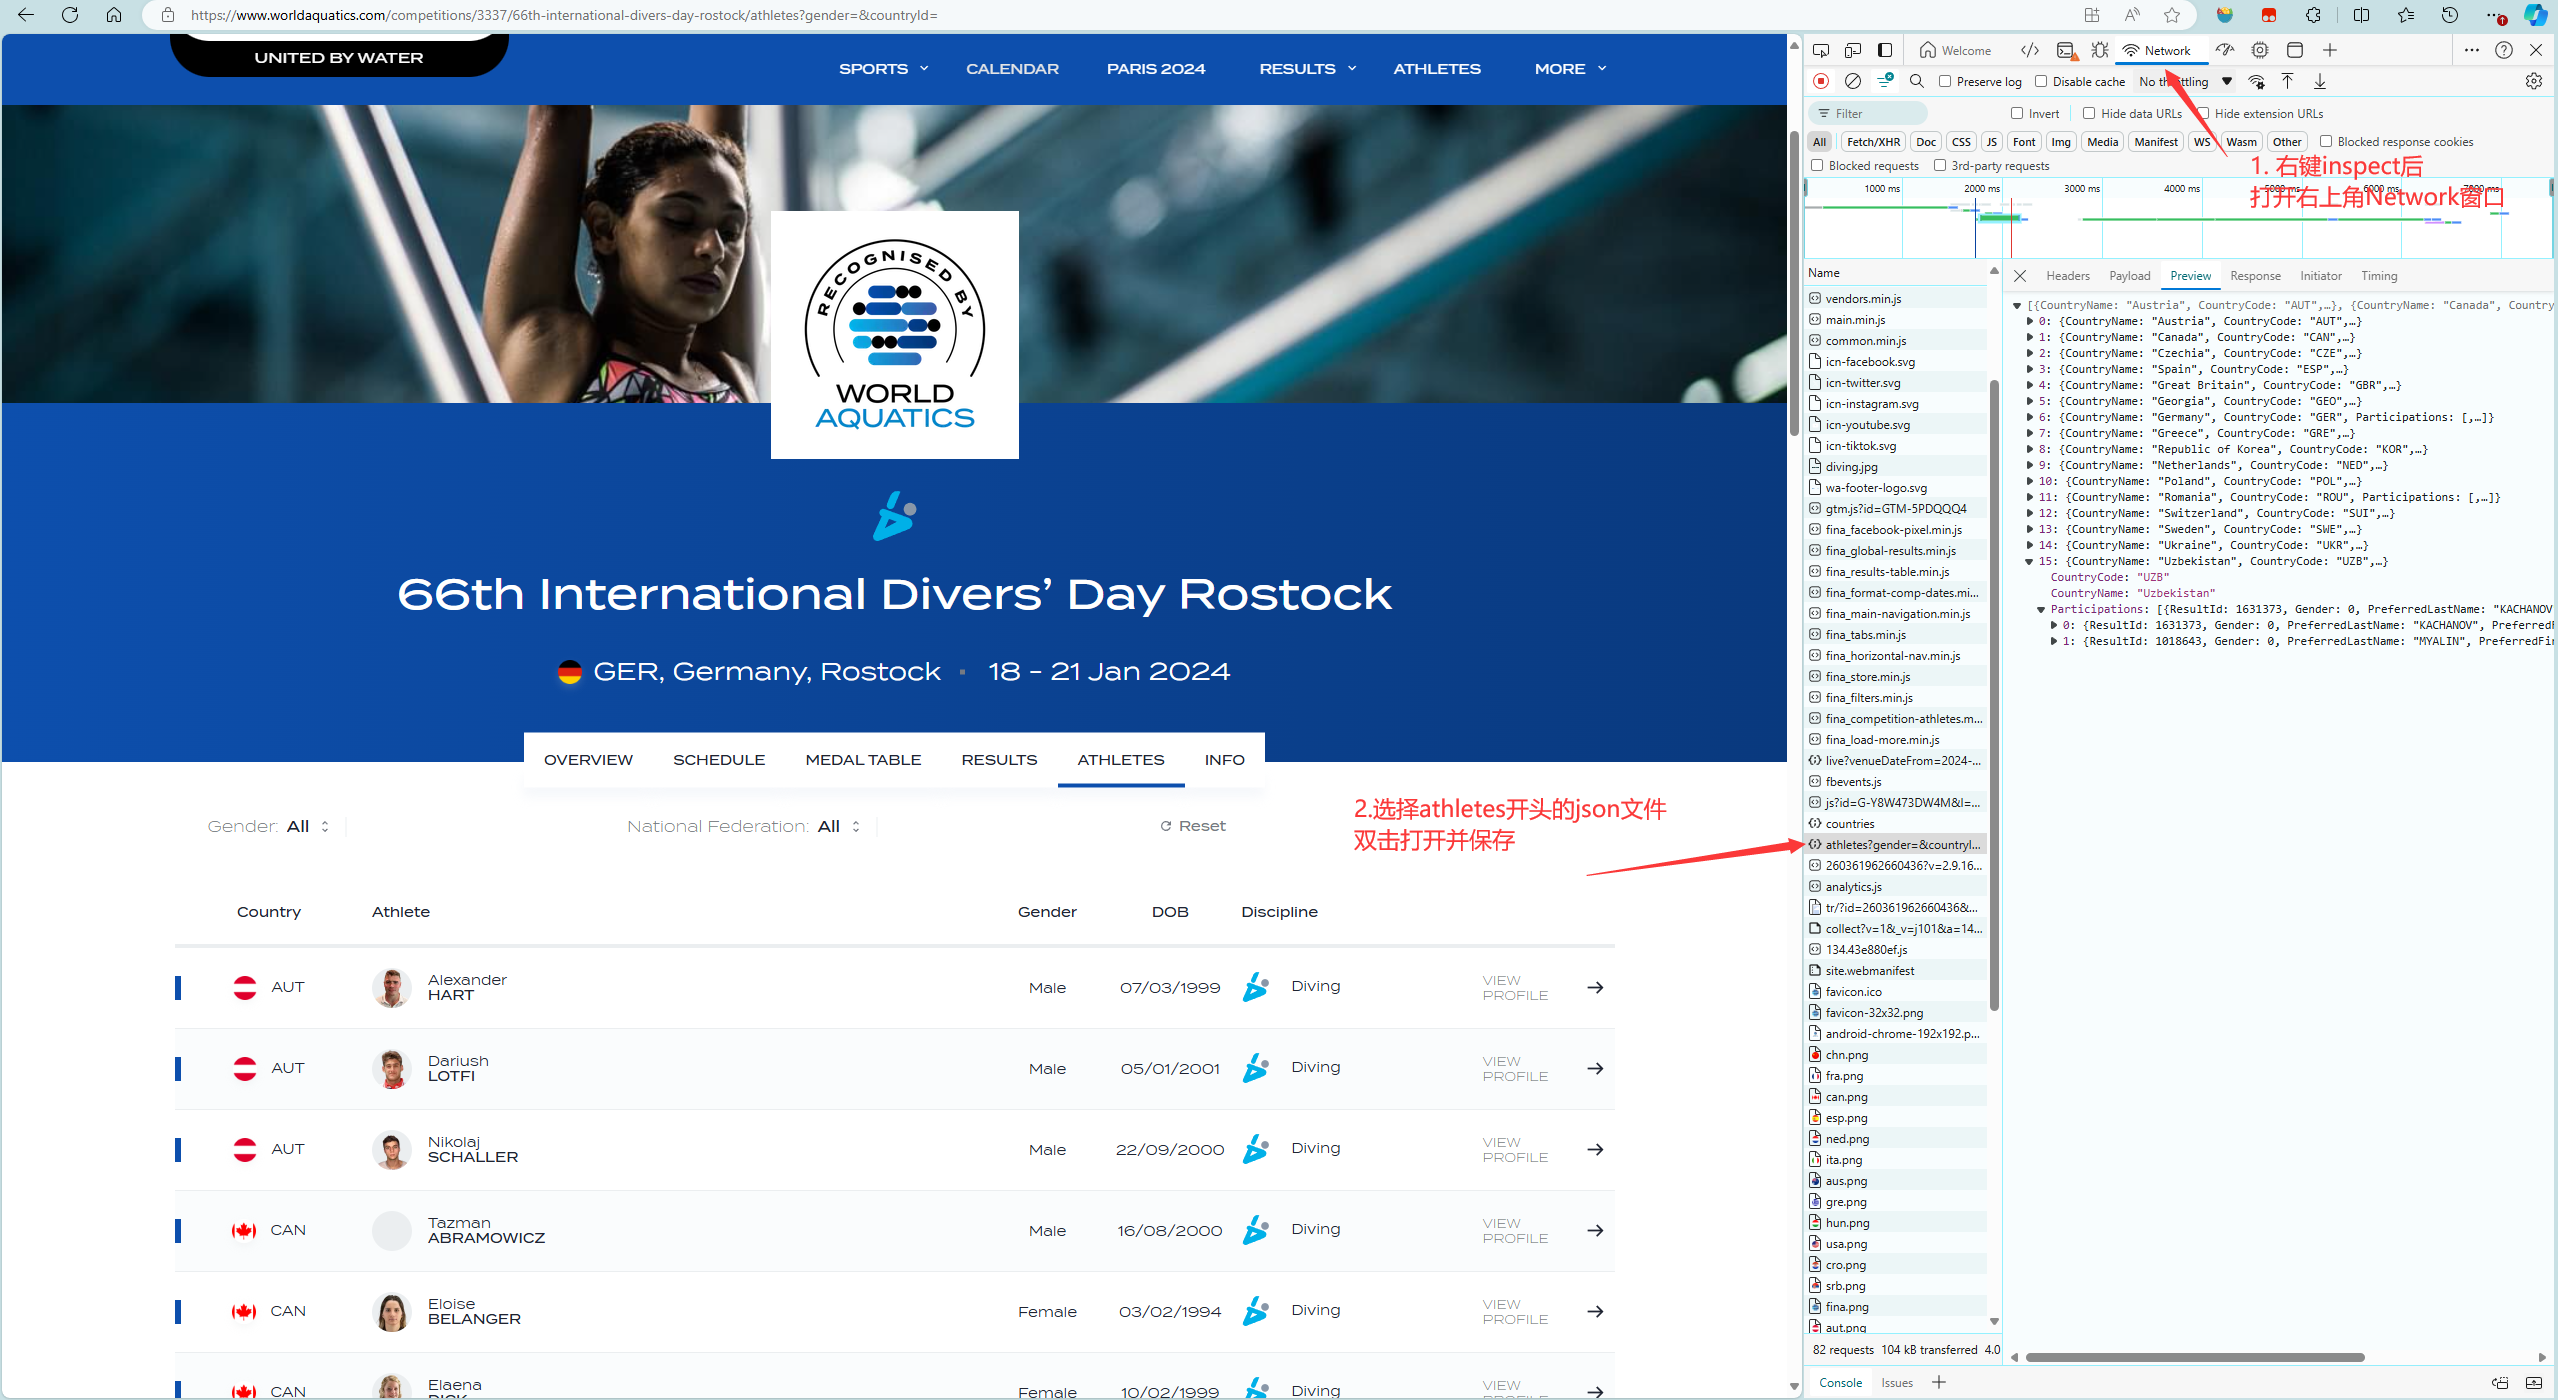 https://www.worldaquatics.com/competitions/3337/66th-international-divers-day-rostock/athletes?gender=&countryId=
UNITED BY WATER
SPORTS
CALENDAR
PARIS 2024
RESULTS
ATHLETES
MORE
RECOGNISED BY
WORLD
AQUATICS
66th International Divers' Day Rostock
GER, Germany, Rostock
18 - 21 Jan 2024
OVERVIEW
SCHEDULE
MEDAL TABLE
RESULTS
ATHLETES
INFO
Gender: All
National Federation: All
Reset
2.选择athletes开头的json文件
双击打开并保存
Country Athlete Gender DOB Discipline
AUT Alexander HART Male 07/03/1999 Diving VIEW PROFILE
AUT Dariush LOTFI Male 05/01/2001 Diving VIEW PROFILE
AUT Nikolaj SCHALLER Male 22/09/2000 Diving VIEW PROFILE
CAN Tazman ABRAMOWICZ Male 16/08/2000 Diving VIEW PROFILE
CAN Eloise BELANGER Female 03/02/1994 Diving VIEW PROFILE
CAN Elaena Female 10/02/1999 Diving VIEW
Welcome
Network
Preserve log
Disable cache
No throttling
Filter
Invert
Hide data URLs
Hide extension URLs
All Fetch/XHR Doc CSS JS Font Img Media Manifest WS Wasm Other
Blocked response cookies
Blocked requests
3rd-party requests
1. 右键inspect后
打开右上角Network窗口
1000 ms 2000 ms 3000 ms 4000 ms 5000 ms 6000 ms
Name
vendors.min.js
main.min.js
common.min.js
icn-facebook.svg
icn-twitter.svg
icn-instagram.svg
icn-youtube.svg
icn-tiktok.svg
diving.jpg
wa-footer-logo.svg
gtm.js?id=GTM-5PDQQQ4
fina_facebook-pixel.min.js
fina_global-results.min.js
fina_results-table.min.js
fina_format-comp-dates.mi...
fina_main-navigation.min.js
fina_tabs.min.js
fina_horizontal-nav.min.js
fina_store.min.js
fina_filters.min.js
fina_competition-athletes.m...
fina_load-more.min.js
live?venueDateFrom=2024-...
fbevents.js
js?id=G-Y8W473DW4M&l=...
countries
athletes?gender=&countryI...
260361962660436?v=2.9.16...
analytics.js
tr/?id=260361962660436&...
collect?v=1&_v=j101&a=14...
134.43e880ef.js
site.webmanifest
favicon.ico
favicon-32x32.png
android-chrome-192x192.p...
chn.png
fra.png
can.png
esp.png
ned.png
ita.png
aus.png
gre.png
hun.png
usa.png
cro.png
srb.png
fina.png
aut.png
82 requests 104 kB transferred 4.0
Headers Payload Preview Response Initiator Timing
[{CountryName: "Austria", CountryCode: "AUT",…}, {CountryName: "Canada", Country
0: {CountryName: "Austria", CountryCode: "AUT",…}
1: {CountryName: "Canada", CountryCode: "CAN",…}
2: {CountryName: "Czechia", CountryCode: "CZE",…}
3: {CountryName: "Spain", CountryCode: "ESP",…}
4: {CountryName: "Great Britain", CountryCode: "GBR",…}
5: {CountryName: "Georgia", CountryCode: "GEO",…}
6: {CountryName: "Germany", CountryCode: "GER", Participations: [,…]}
7: {CountryName: "Greece", CountryCode: "GRE",…}
8: {CountryName: "Republic of Korea", CountryCode: "KOR",…}
9: {CountryName: "Netherlands", CountryCode: "NED",…}
10: {CountryName: "Poland", CountryCode: "POL",…}
11: {CountryName: "Romania", CountryCode: "ROU", Participations: [,…]}
12: {CountryName: "Switzerland", CountryCode: "SUI",…}
13: {CountryName: "Sweden", CountryCode: "SWE",…}
14: {CountryName: "Ukraine", CountryCode: "UKR",…}
15: {CountryName: "Uzbekistan", CountryCode: "UZB",…}
CountryCode: "UZB"
CountryName: "Uzbekistan"
Participations: [{ResultId: 1631373, Gender: 0, PreferredLastName: "KACHANOV
0: {ResultId: 1631373, Gender: 0, PreferredLastName: "KACHANOV", Preferred
1: {ResultId: 1018643, Gender: 0, PreferredLastName: "MYALIN", PreferredFi
Console
Issues